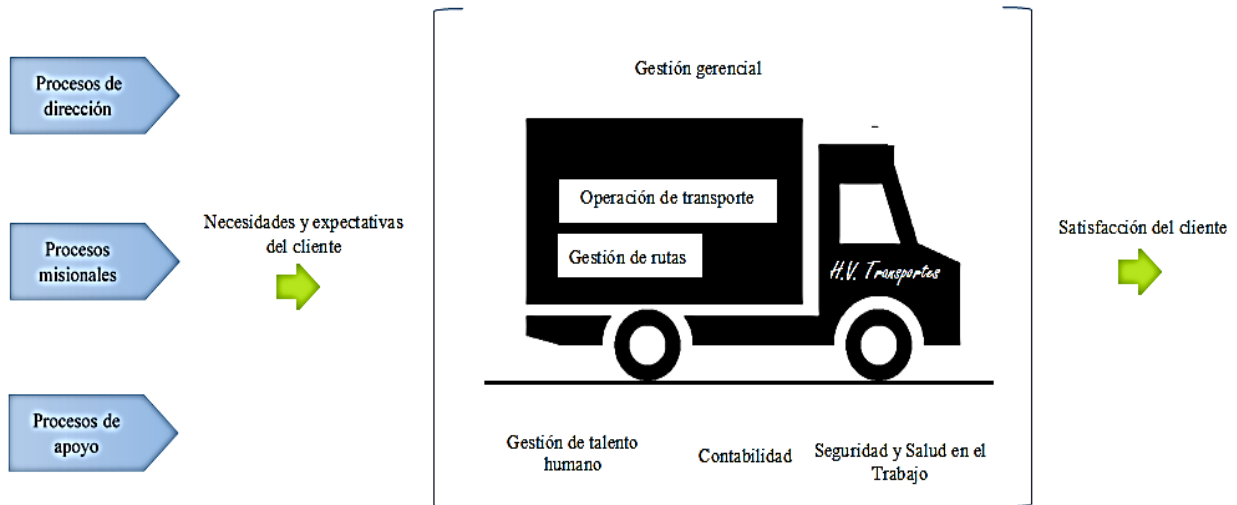 Procesos de
dirección
Gestión gerencial
Procesos
misionales
Necesidades y expectativas
del cliente
Operación de transporte
Gestión de rutas
H.V. Transportes
Satisfacción del cliente
Procesos de
apoyo
Gestión de talento
humano
Contabilidad
Seguridad y Salud en el
Trabajo